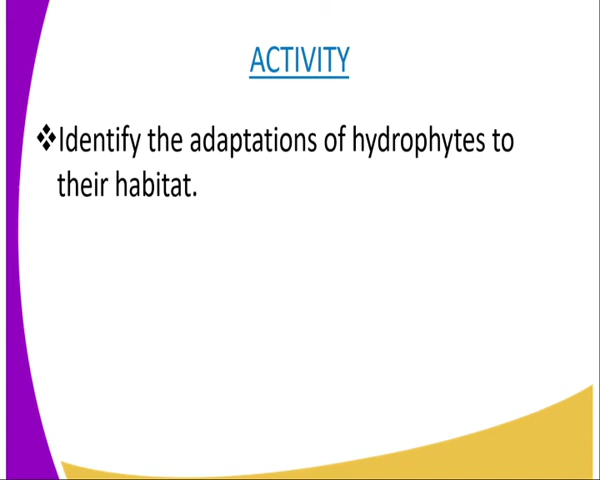 ACTIVITY
❖Identify the adaptations of hydrophytes to
their habitat.